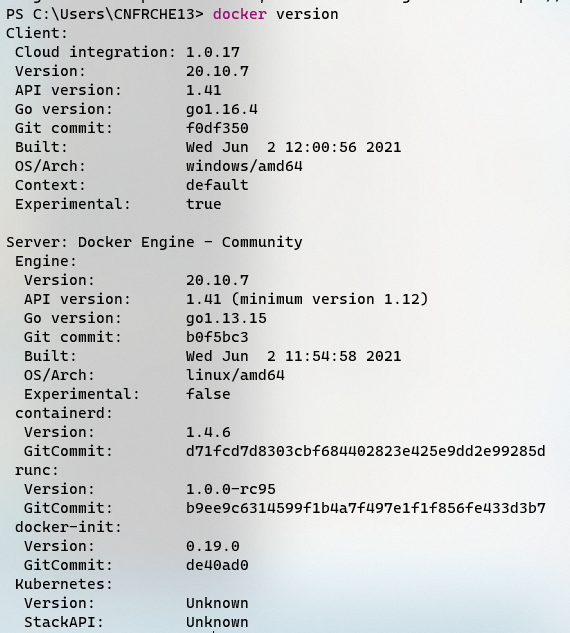 PS C:\Users\CNFRCHE13> docker version
Client:
 Cloud integration: 1.0.17
 Version:           20.10.7
 API version:       1.41
 Go version:        go1.16.4
 Git commit:        f0df350
 Built:             Wed Jun  2 12:00:56 2021
 OS/Arch:           windows/amd64
 Context:           default
 Experimental:      true

Server: Docker Engine - Community
 Engine:
  Version:          20.10.7
  API version:      1.41 (minimum version 1.12)
  Go version:       go1.13.15
  Git commit:       b0f5bc3
  Built:            Wed Jun  2 11:54:58 2021
  OS/Arch:          linux/amd64
  Experimental:     false
 containerd:
  Version:          1.4.6
  GitCommit:        d71fcd7d8303cbf684402823e425e9dd2e99285d
 runc:
  Version:          1.0.0-rc95
  GitCommit:        b9ee9c6314599f1b4a7f497e1f1f856fe433d3b7
 docker-init:
  Version:          0.19.0
  GitCommit:        de40ad0
 Kubernetes:
  Version:          Unknown
  StackAPI:         Unknown